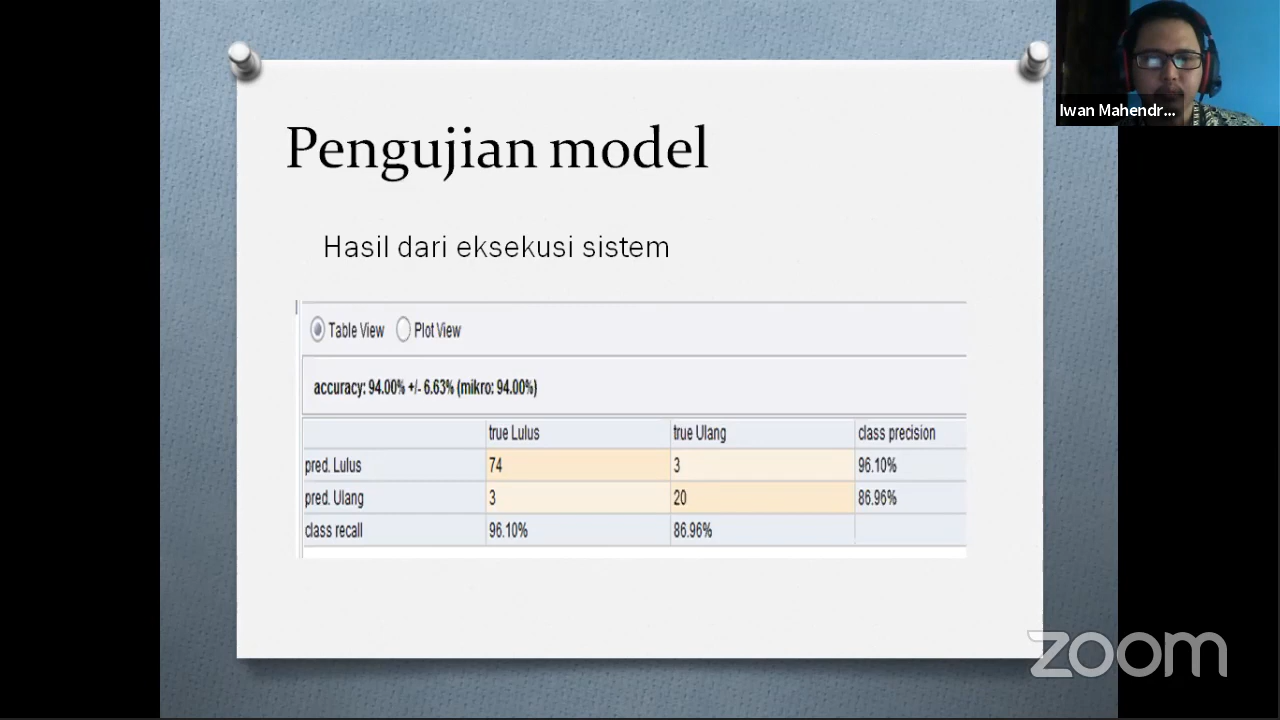 Iwan Mahendr...
Pengujian model
Hasil dari eksekusi sistem
Table View Plot View
accuracy: 94.00% +/- 6.63% (mikro: 94.00%)
true Lulus true Ulang class precision
pred. Lulus 74 3 96.10%
pred. Ulang 3 20 86.96%
class recall 96.10% 86.96%
zoom